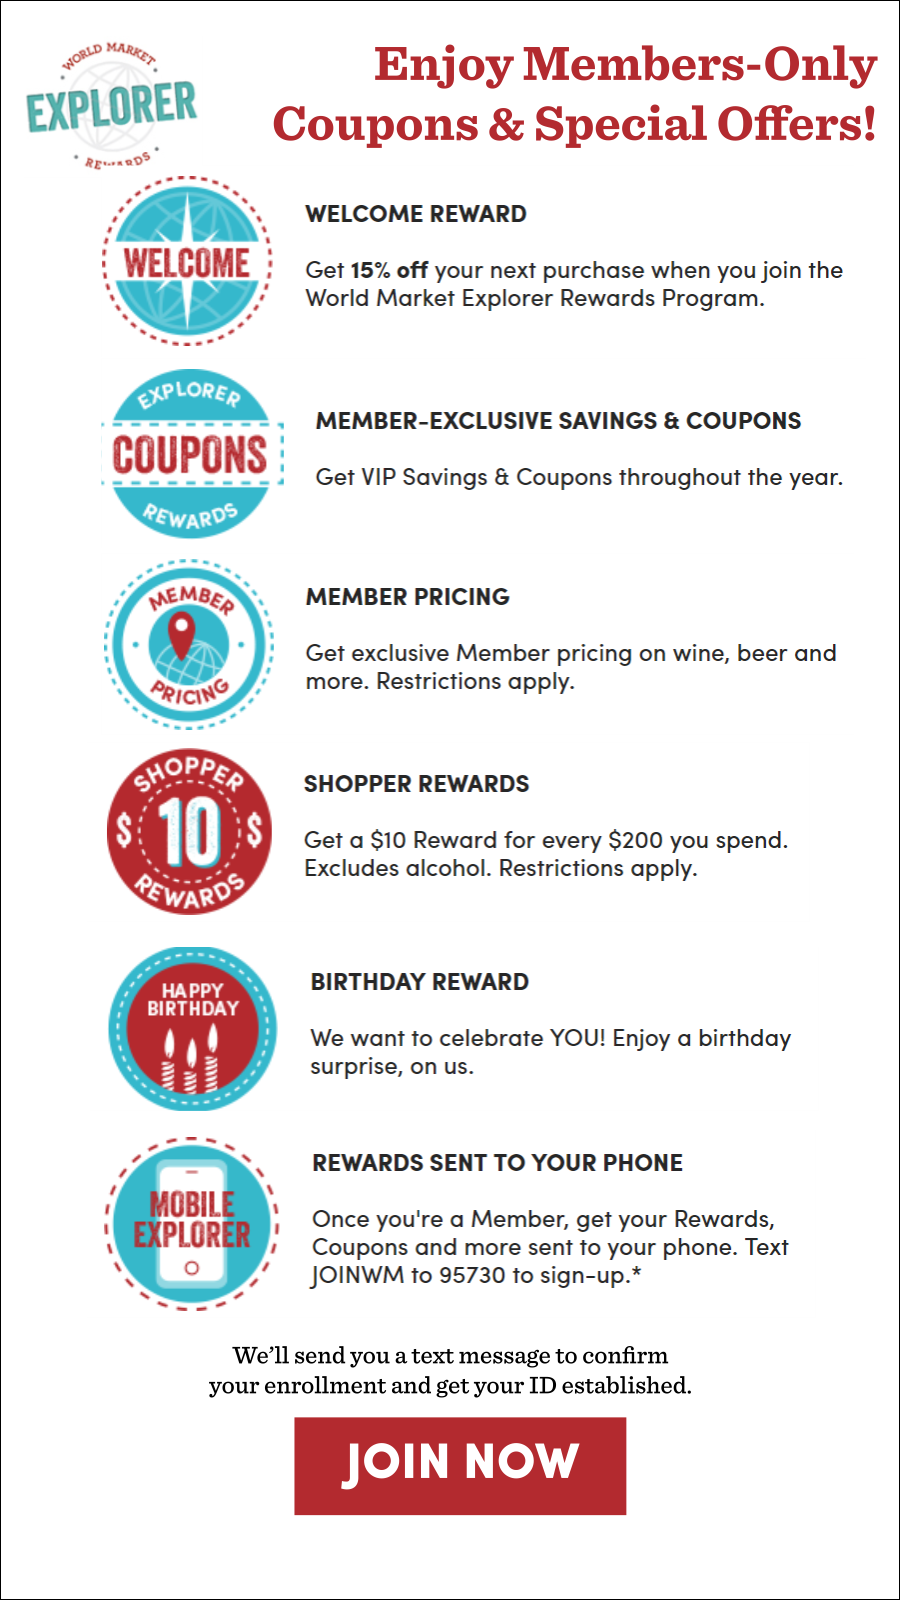 WORLD MARKET
EXPLORER
REWARDS
Enjoy Members-Only
Coupons & Special Offers!
WELCOME
WELCOME REWARD
Get 15% off your next purchase when you join the
World Market Explorer Rewards Program.
EXPLORER
COUPONS
REWARDS
MEMBER-EXCLUSIVE SAVINGS & COUPONS
Get VIP Savings & Coupons throughout the year.
MEMBER
PRICING
MEMBER PRICING
Get exclusive Member pricing on wine, beer and
more. Restrictions apply.
SHOPPER
$ 10 $
REWARDS
SHOPPER REWARDS
Get a $10 Reward for every $200 you spend.
Excludes alcohol. Restrictions apply.
HAPPY
BIRTHDAY
BIRTHDAY REWARD
We want to celebrate YOU! Enjoy a birthday
surprise, on us.
MOBILE
EXPLORER
REWARDS SENT TO YOUR PHONE
Once you're a Member, get your Rewards,
Coupons and more sent to your phone. Text
JOINWM to 95730 to sign-up.*
We’ll send you a text message to confirm
your enrollment and get your ID established.
JOIN NOW